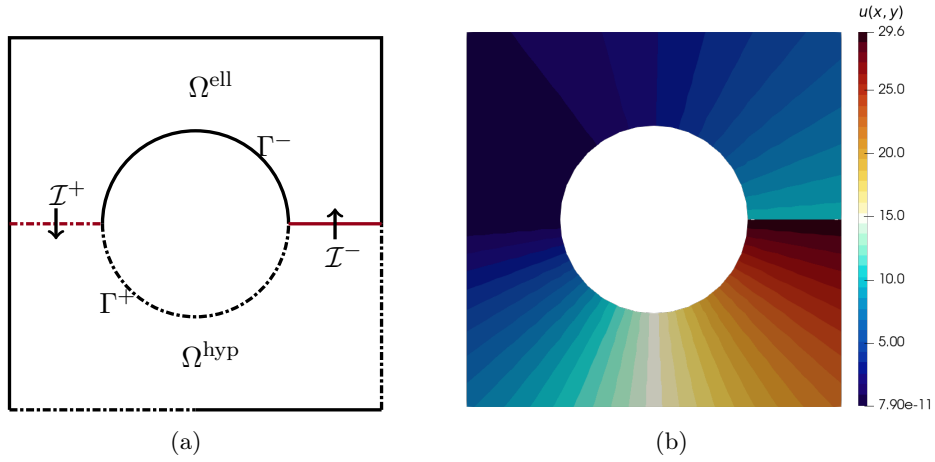 Ω^ell
Γ^−
𝓘^+
𝓘^−
Γ^+
Ω^hyp
(a)
u(x, y)
29.6
25.0
20.0
15.0
10.0
5.00
7.90e-11
(b)